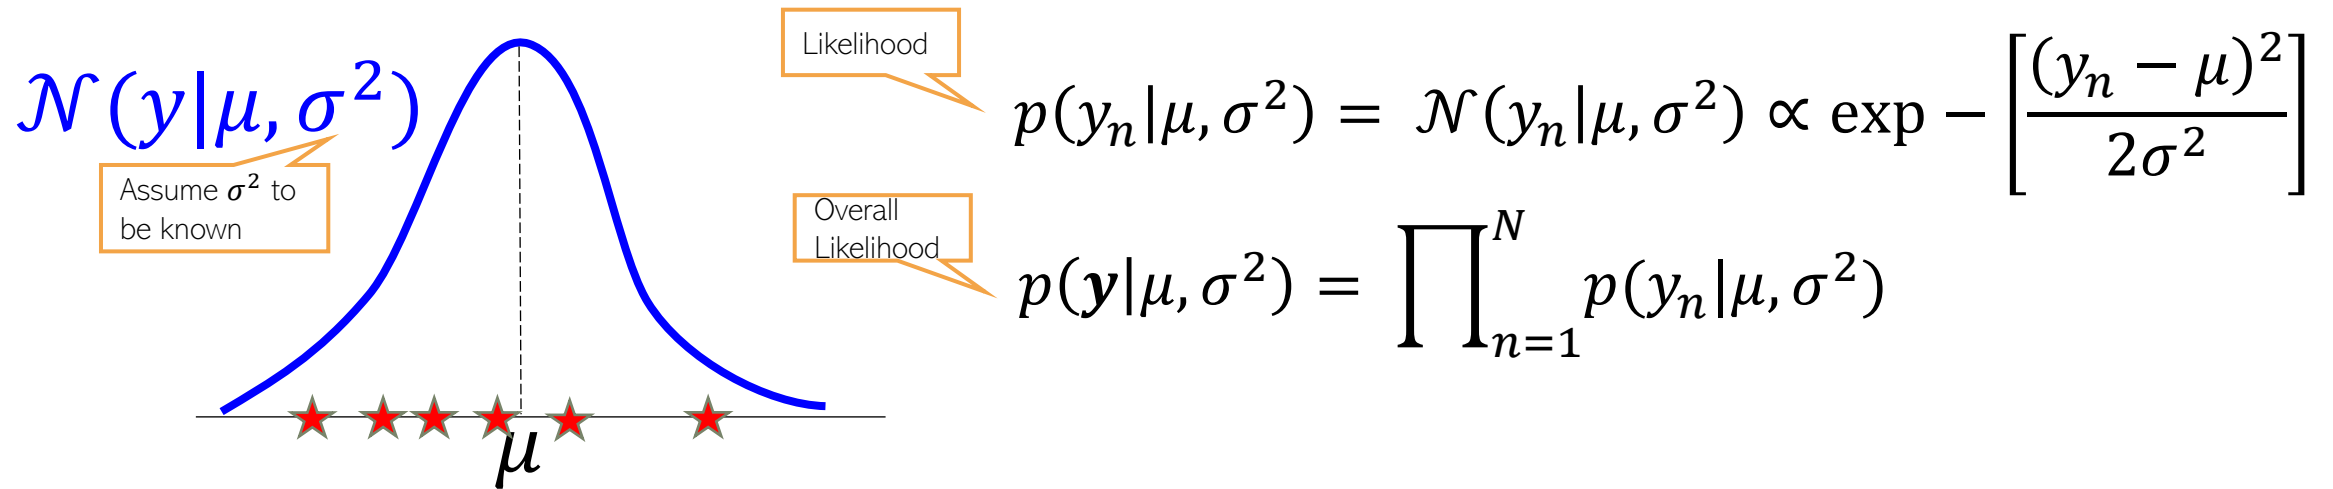 𝒩(y|μ, σ²)
Assume σ² to
be known
μ
Likelihood
p(yₙ|μ, σ²) = 𝒩(yₙ|μ, σ²) ∝ exp − [(yₙ − μ)² / 2σ²]
Overall
Likelihood
p(𝒚|μ, σ²) = ∏ₙ₌₁ᴺ p(yₙ|μ, σ²)